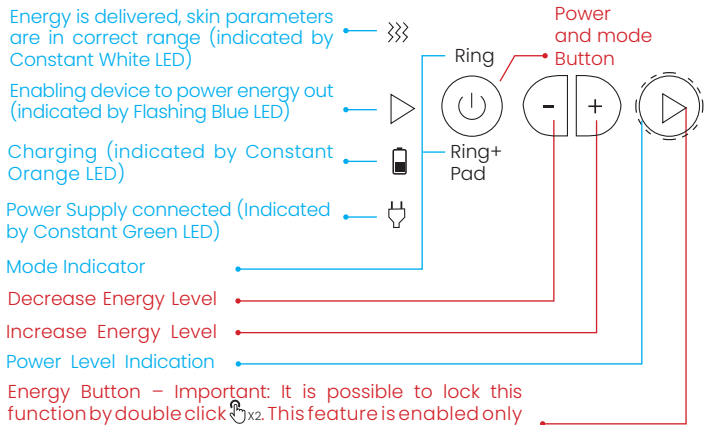 Energy is delivered, skin parameters
are in correct range (indicated by
Constant White LED)
Enabling device to power energy out
(indicated by Flashing Blue LED)
Charging (indicated by Constant
Orange LED)
Power Supply connected (Indicated
by Constant Green LED)
Mode Indicator
Decrease Energy Level
Increase Energy Level
Power Level Indication
Energy Button – Important: It is possible to lock this
function by double click x2. This feature is enabled only
Ring
Ring+
Pad
Power
and mode
Button
-
+